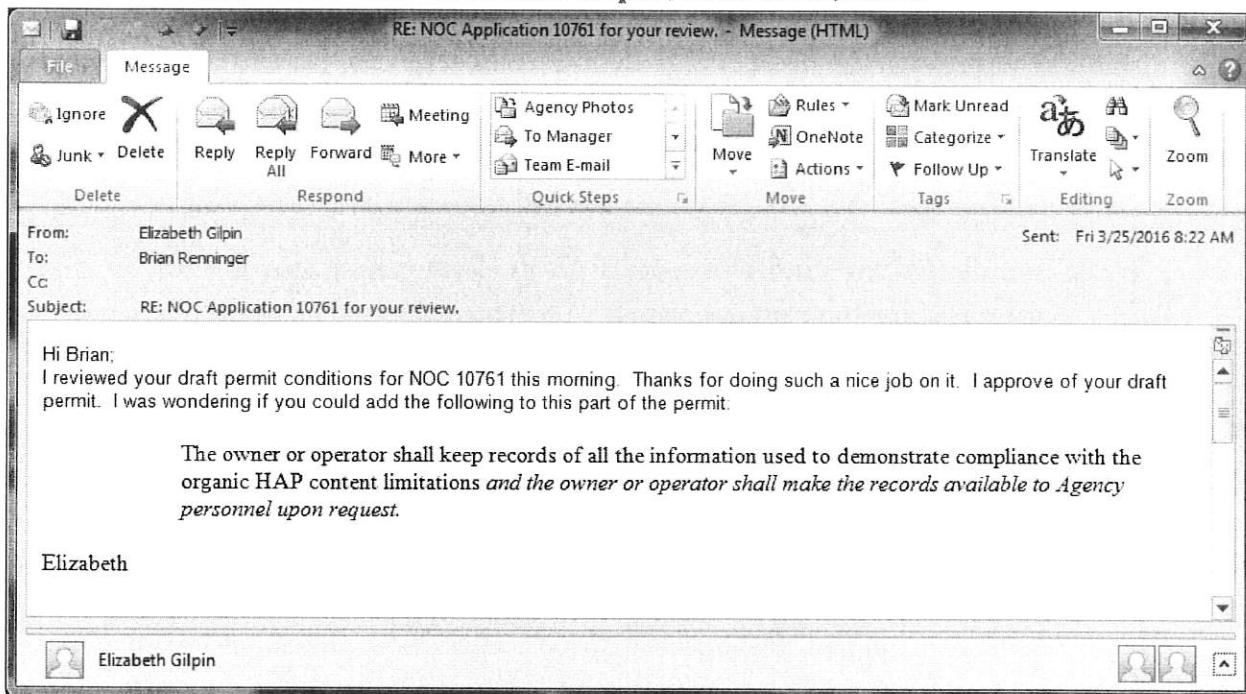 RE: NOC Application 10761 for your review. - Message (HTML)
File Message
Ignore
Junk
Delete
Reply
Reply All
Forward
Meeting
More
Agency Photos
To Manager
Team E-mail
Move
Rules
OneNote
Actions
Mark Unread
Categorize
Follow Up
Translate
Zoom
Delete Respond Quick Steps Move Tags Editing Zoom
From: Elizabeth Gilpin
Sent: Fri 3/25/2016 8:22 AM
To: Brian Renninger
Cc
Subject: RE: NOC Application 10761 for your review.
Hi Brian;
I reviewed your draft permit conditions for NOC 10761 this morning. Thanks for doing such a nice job on it. I approve of your draft
permit. I was wondering if you could add the following to this part of the permit:
The owner or operator shall keep records of all the information used to demonstrate compliance with the
organic HAP content limitations and the owner or operator shall make the records available to Agency
personnel upon request.
Elizabeth
Elizabeth Gilpin